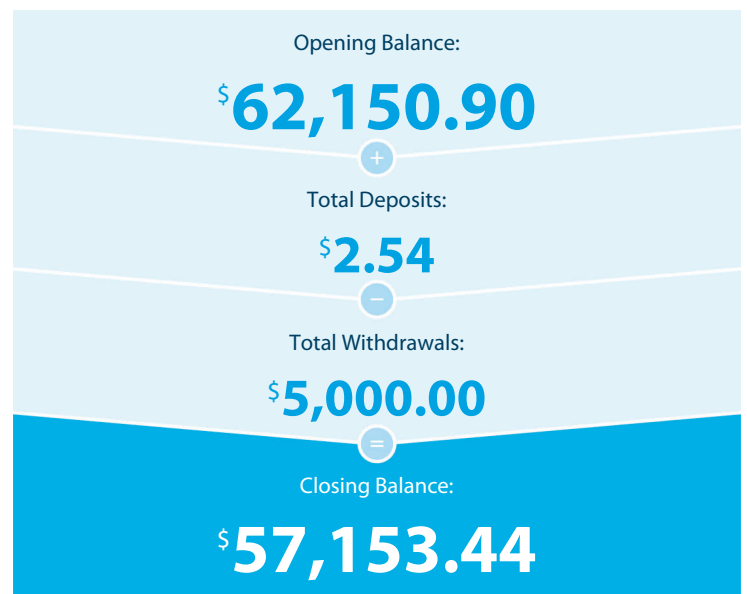 Opening Balance:
$62,150.90
+
Total Deposits:
$2.54
−
Total Withdrawals:
$5,000.00
=
Closing Balance:
$57,153.44